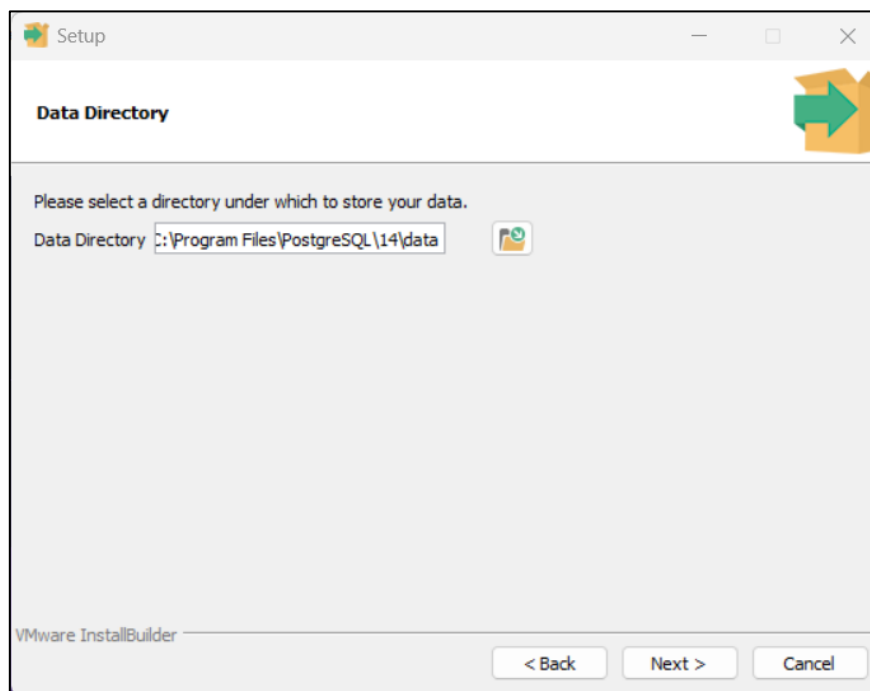 Setup
Data Directory
Please select a directory under which to store your data.
Data Directory C:\Program Files\PostgreSQL\14\data
VMware InstallBuilder
< Back Next > Cancel